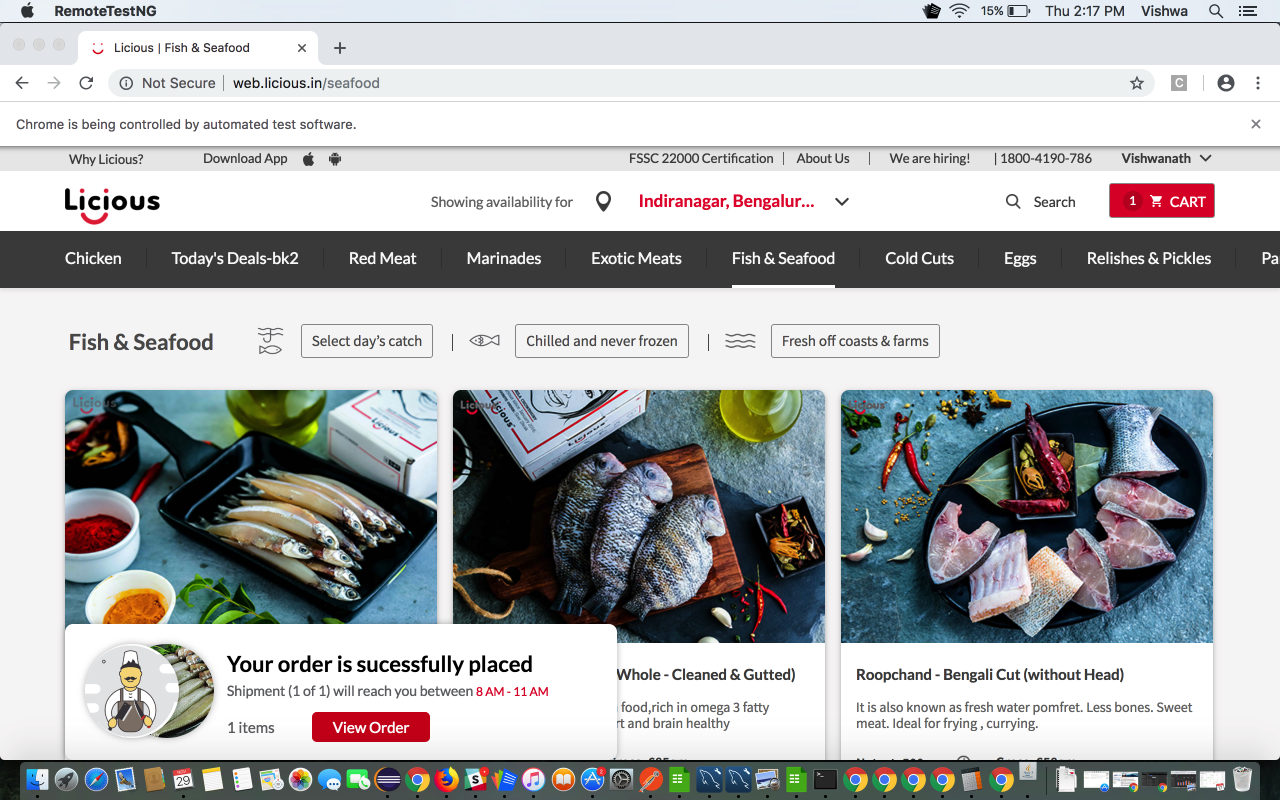 RemoteTestNG
15%
Thu 2:17 PM
Vishwa
Licious | Fish & Seafood
Not Secure
web.licious.in/seafood
C
Chrome is being controlled by automated test software.
Why Licious?
Download App
FSSC 22000 Certification
About Us
We are hiring!
| 1800-4190-786
Vishwanath
Licious
Showing availability for
Indiranagar, Bengalur...
Search
1 CART
Chicken
Today's Deals-bk2
Red Meat
Marinades
Exotic Meats
Fish & Seafood
Cold Cuts
Eggs
Relishes & Pickles
Pa
Fish & Seafood
Select day's catch
Chilled and never frozen
Fresh off coasts & farms
Licious
Licious
Licious
Your order is sucessfully placed
Shipment (1 of 1) will reach you between 8 AM - 11 AM
1 items
View Order
Whole - Cleaned & Gutted)
food,rich in omega 3 fatty
rt and brain healthy
Roopchand - Bengali Cut (without Head)
It is also known as fresh water pomfret. Less bones. Sweet
meat. Ideal for frying , currying.
29